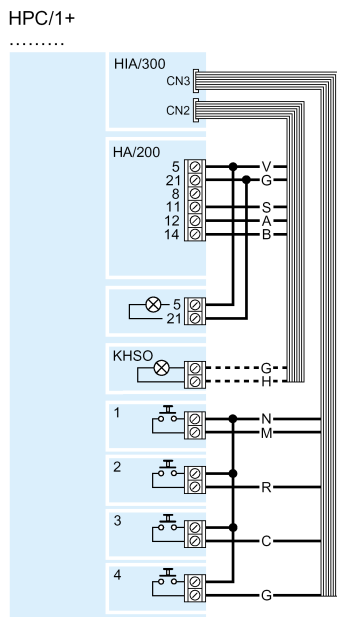 HPC/1+
.........
HIA/300
CN3
CN2
HA/200
5 V
21 G
8
11 S
12 A
14 B
5
21
KHSO
G
H
1 N
M
2
R
3
C
4
G